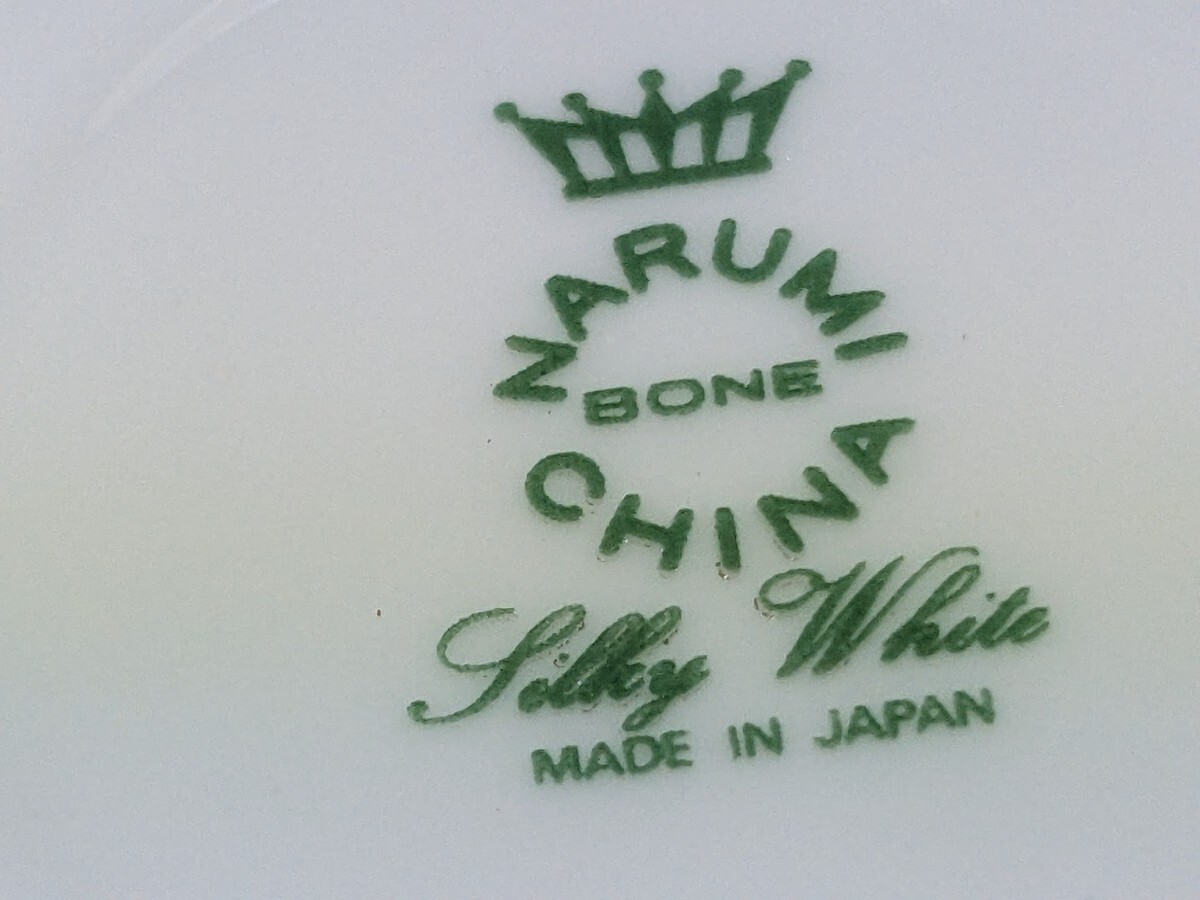 NARUMI
BONE
CHINA
Silky White
MADE IN JAPAN